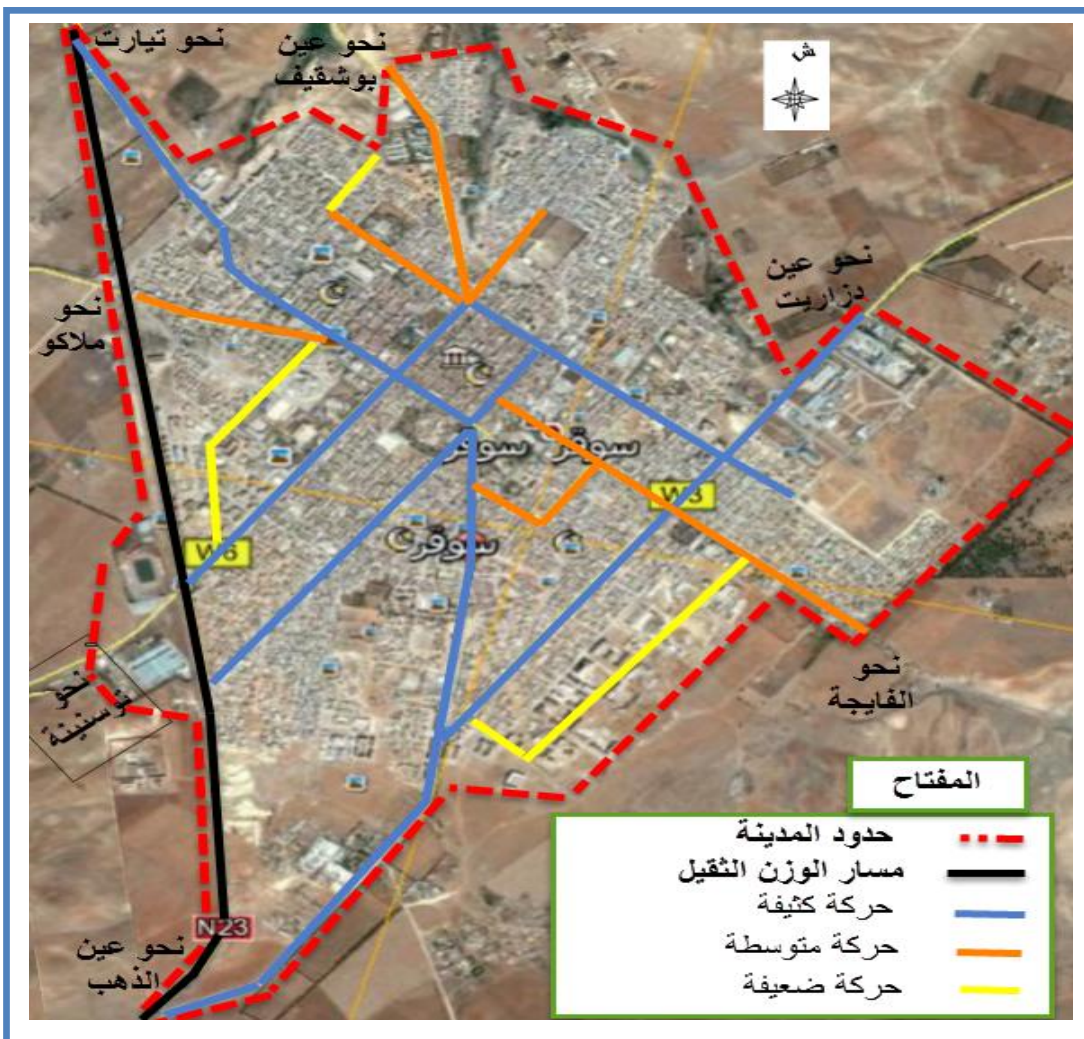 نحو تيارت
نحو عين
بوشقيف
ش
نحو عين
دزاريت
نحو
ملاكو
سوقر
سوقر
W3
سوقر
W6
نحو
نحو
الفايجة
N23
نحو عين
الذهب
المفتاح
حدود المدينة
مسار الوزن الثقيل
حركة كثيفة
حركة متوسطة
حركة ضعيفة